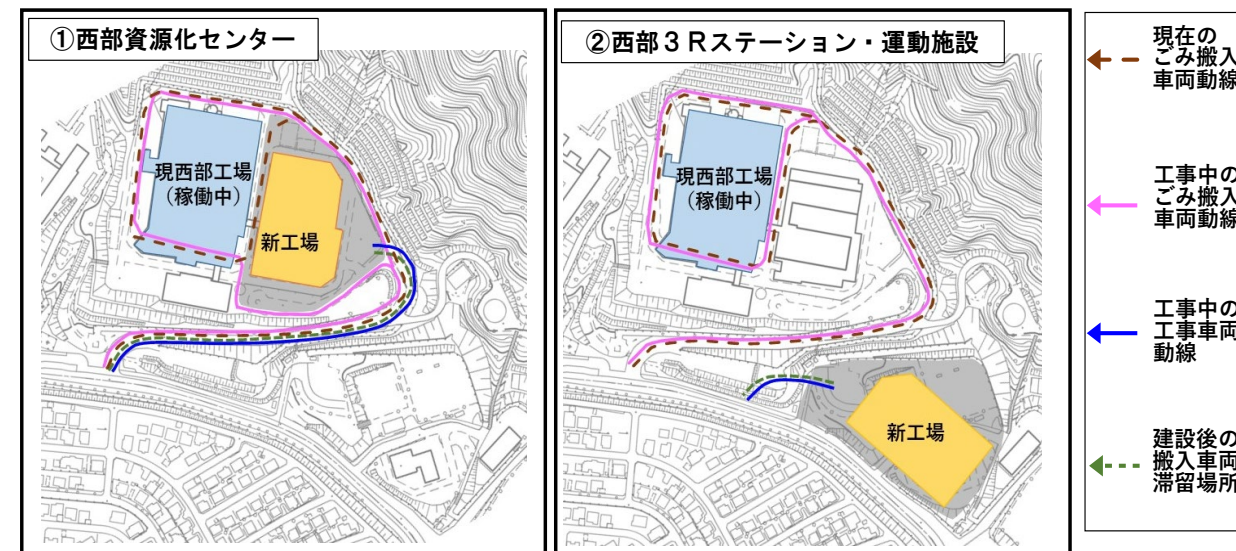 ①西部資源化センター
現西部工場
（稼働中）
新工場
②西部３Rステーション・運動施設
現西部工場
（稼働中）
新工場
現在の
ごみ搬入
車両動線
工事中の
ごみ搬入
車両動線
工事中の
工事車両
動線
建設後の
搬入車両
滞留場所